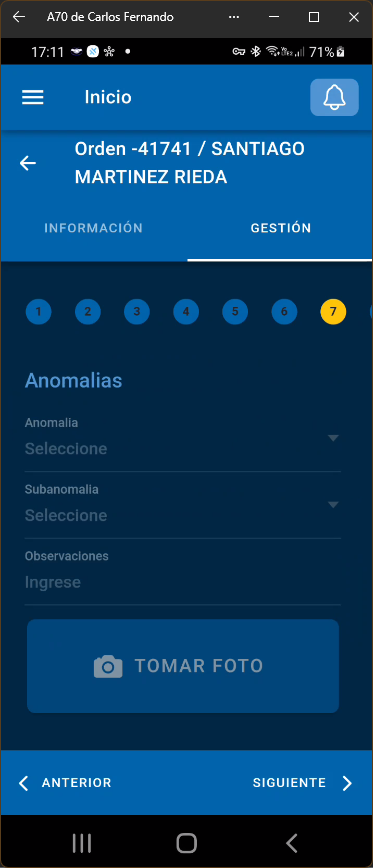 A70 de Carlos Fernando
17:11
71%
Inicio
Orden -41741 / SANTIAGO
MARTINEZ RIEDA
INFORMACIÓN
GESTIÓN
1 2 3 4 5 6 7
Anomalias
Anomalia
Seleccione
Subanomalia
Seleccione
Observaciones
Ingrese
TOMAR FOTO
ANTERIOR
SIGUIENTE